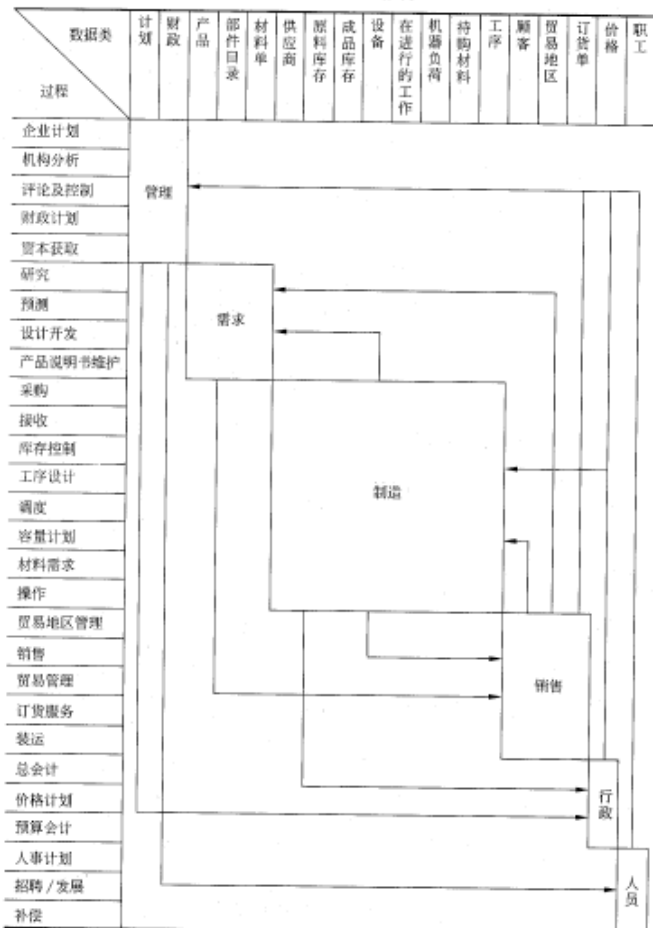 数据类
过程
计划
财政
产品
部件目录
材料单
供应商
原料库存
成品库存
设备
在进行的工作
机器负荷
待购材料
工序
顾客
贸易地区
订货单
价格
职工
企业计划
机构分析
评论及控制
财政计划
资本获取
研究
预测
设计开发
产品说明书维护
采购
接收
库存控制
工序设计
调度
容量计划
材料需求
操作
贸易地区管理
销售
贸易管理
订货服务
装运
总会计
价格计划
预算会计
人事计划
招聘/发展
补偿
管理
需求
制造
销售
行政
人员